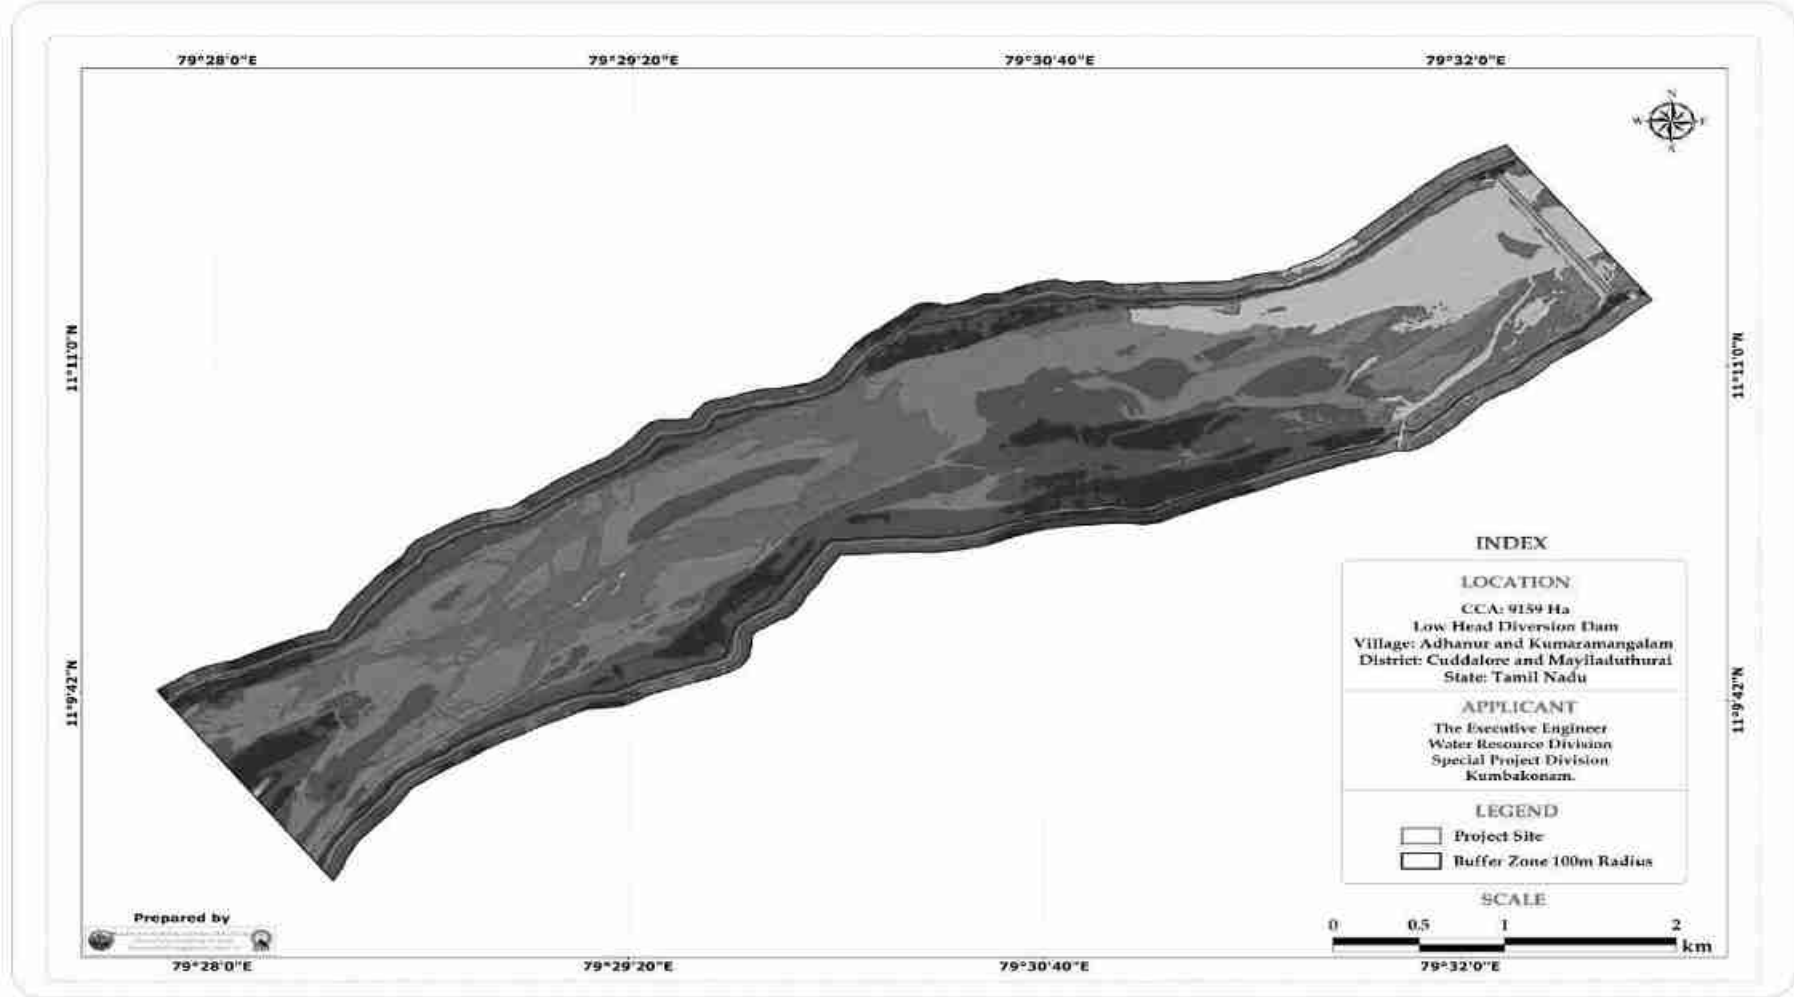 79°28'0"E 79°29'20"E 79°30'40"E 79°32'0"E
N
W E
S
11°11'0"N
11°11'0"N
11°9'42"N
11°9'42"N
INDEX
LOCATION
CCA: 9159 Ha
Low Head Diversion Dam
Village: Adhanur and Kumaramangalam
District: Cuddalore and Mayiladuthurai
State: Tamil Nadu
APPLICANT
The Executive Engineer
Water Resource Division
Special Project Division
Kumbakonam.
LEGEND
Project Site
Buffer Zone 100m Radius
SCALE
0 0.5 1 2
km
Prepared by
79°28'0"E 79°29'20"E 79°30'40"E 79°32'0"E